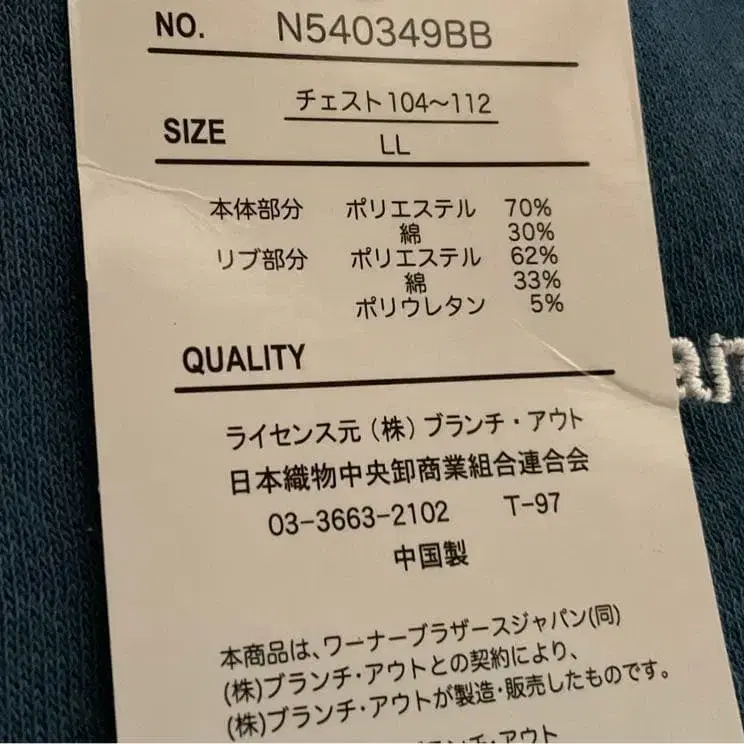 NO. N540349BB
チェスト104〜112
SIZE
LL
本体部分 ポリエステル 70%
綿 30%
リブ部分 ポリエステル 62%
綿 33%
ポリウレタン 5%
QUALITY
ライセンス元(株)ブランチ・アウト
日本織物中央卸商業組合連合会
03-3663-2102 T-97
中国製
本商品は、ワーナーブラザースジャパン(同)
(株)ブランチ・アウトとの契約により、
(株)ブランチ・アウトが製造・販売したものです。
ランチ・アウト
an